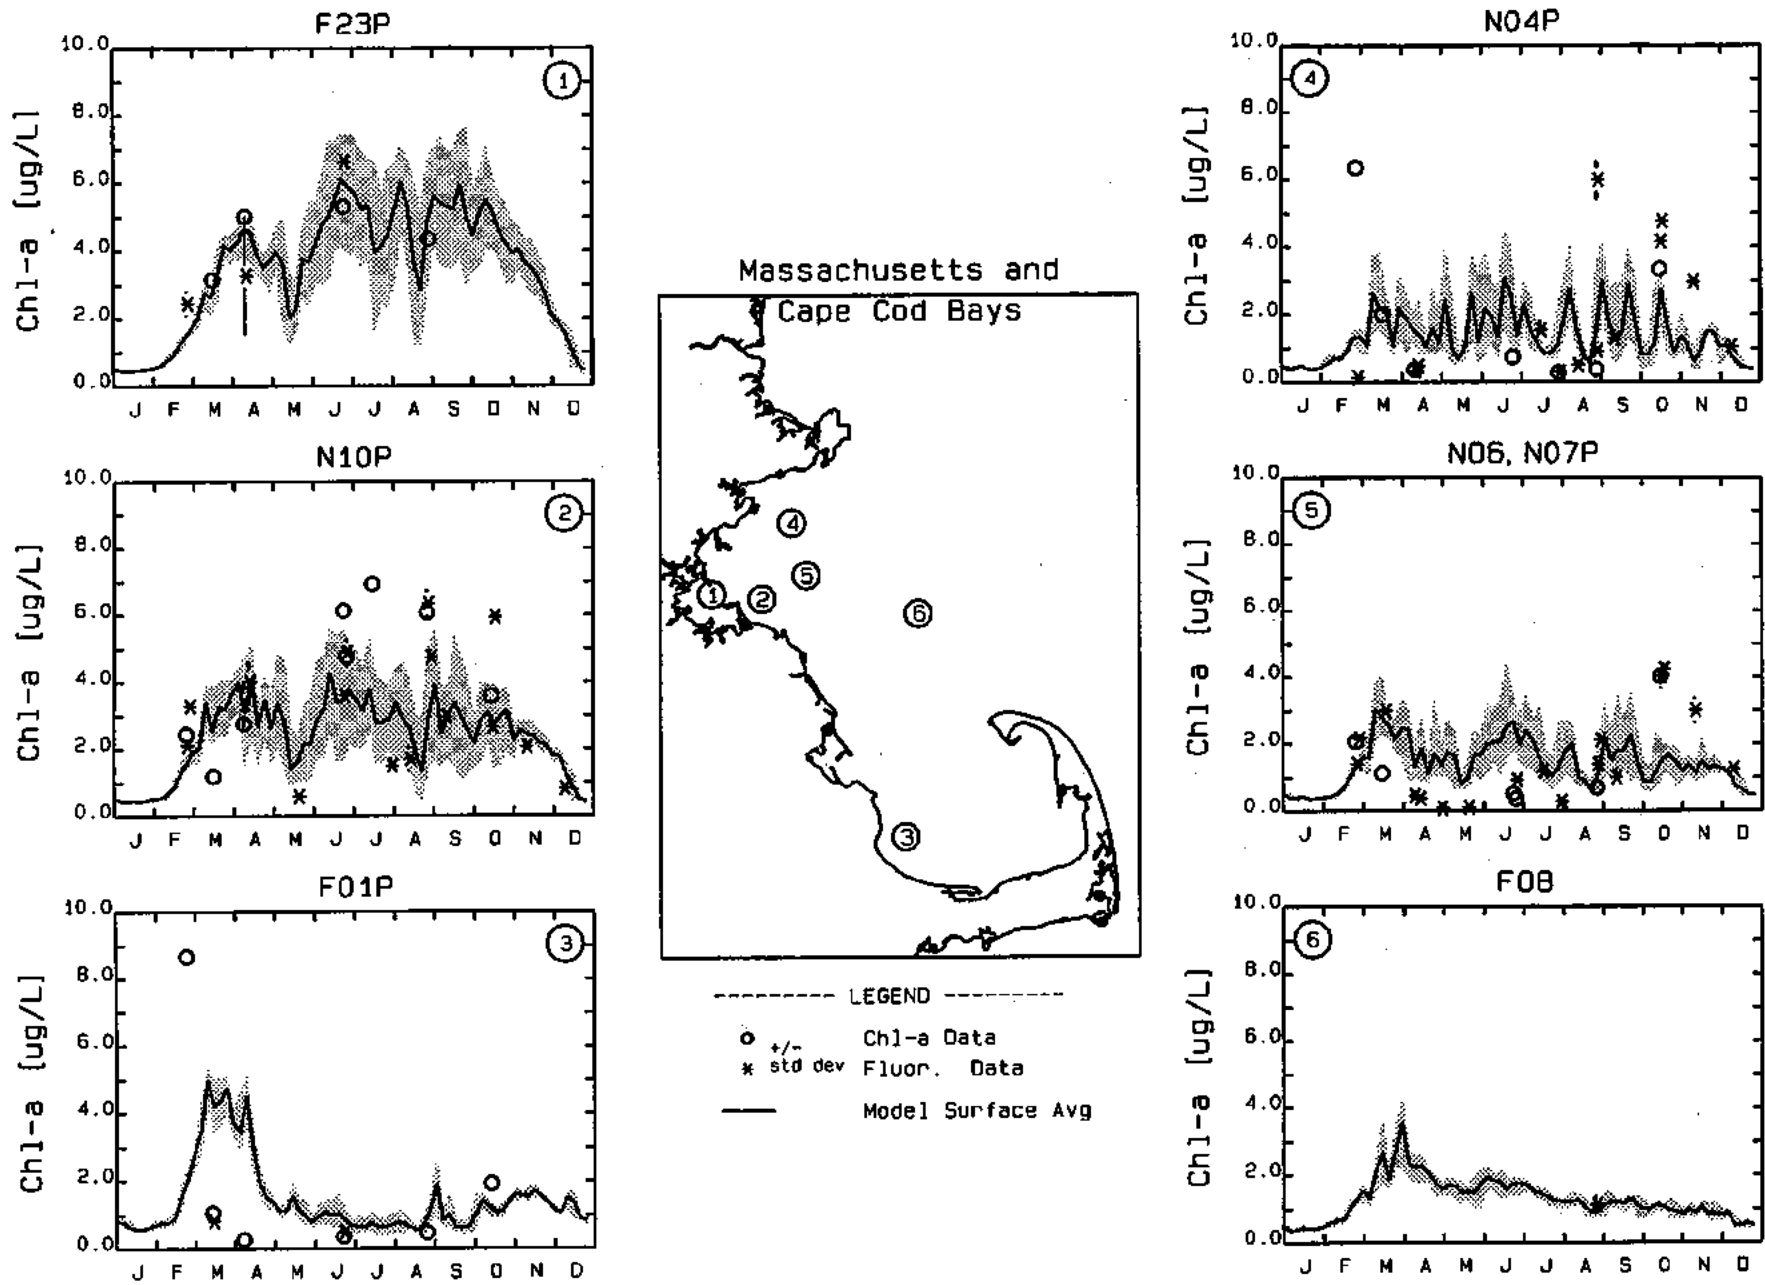 F23P
10.0
8.0
6.0
4.0
2.0
0.0
Chl-a [ug/L]
1
J F M A M J J A S O N D
N10P
10.0
8.0
6.0
4.0
2.0
0.0
Chl-a [ug/L]
2
J F M A M J J A S O N D
F01P
10.0
8.0
6.0
4.0
2.0
0.0
Chl-a [ug/L]
3
J F M A M J J A S O N D
Massachusetts and
Cape Cod Bays
4
5
1
2
6
3
LEGEND
o +/- Chl-a Data
* std dev Fluor. Data
Model Surface Avg
N04P
10.0
8.0
6.0
4.0
2.0
0.0
Chl-a [ug/L]
4
J F M A M J J A S O N D
N06, N07P
10.0
8.0
6.0
4.0
2.0
0.0
Chl-a [ug/L]
5
J F M A M J J A S O N D
F08
10.0
8.0
6.0
4.0
2.0
0.0
Chl-a [ug/L]
6
J F M A M J J A S O N D